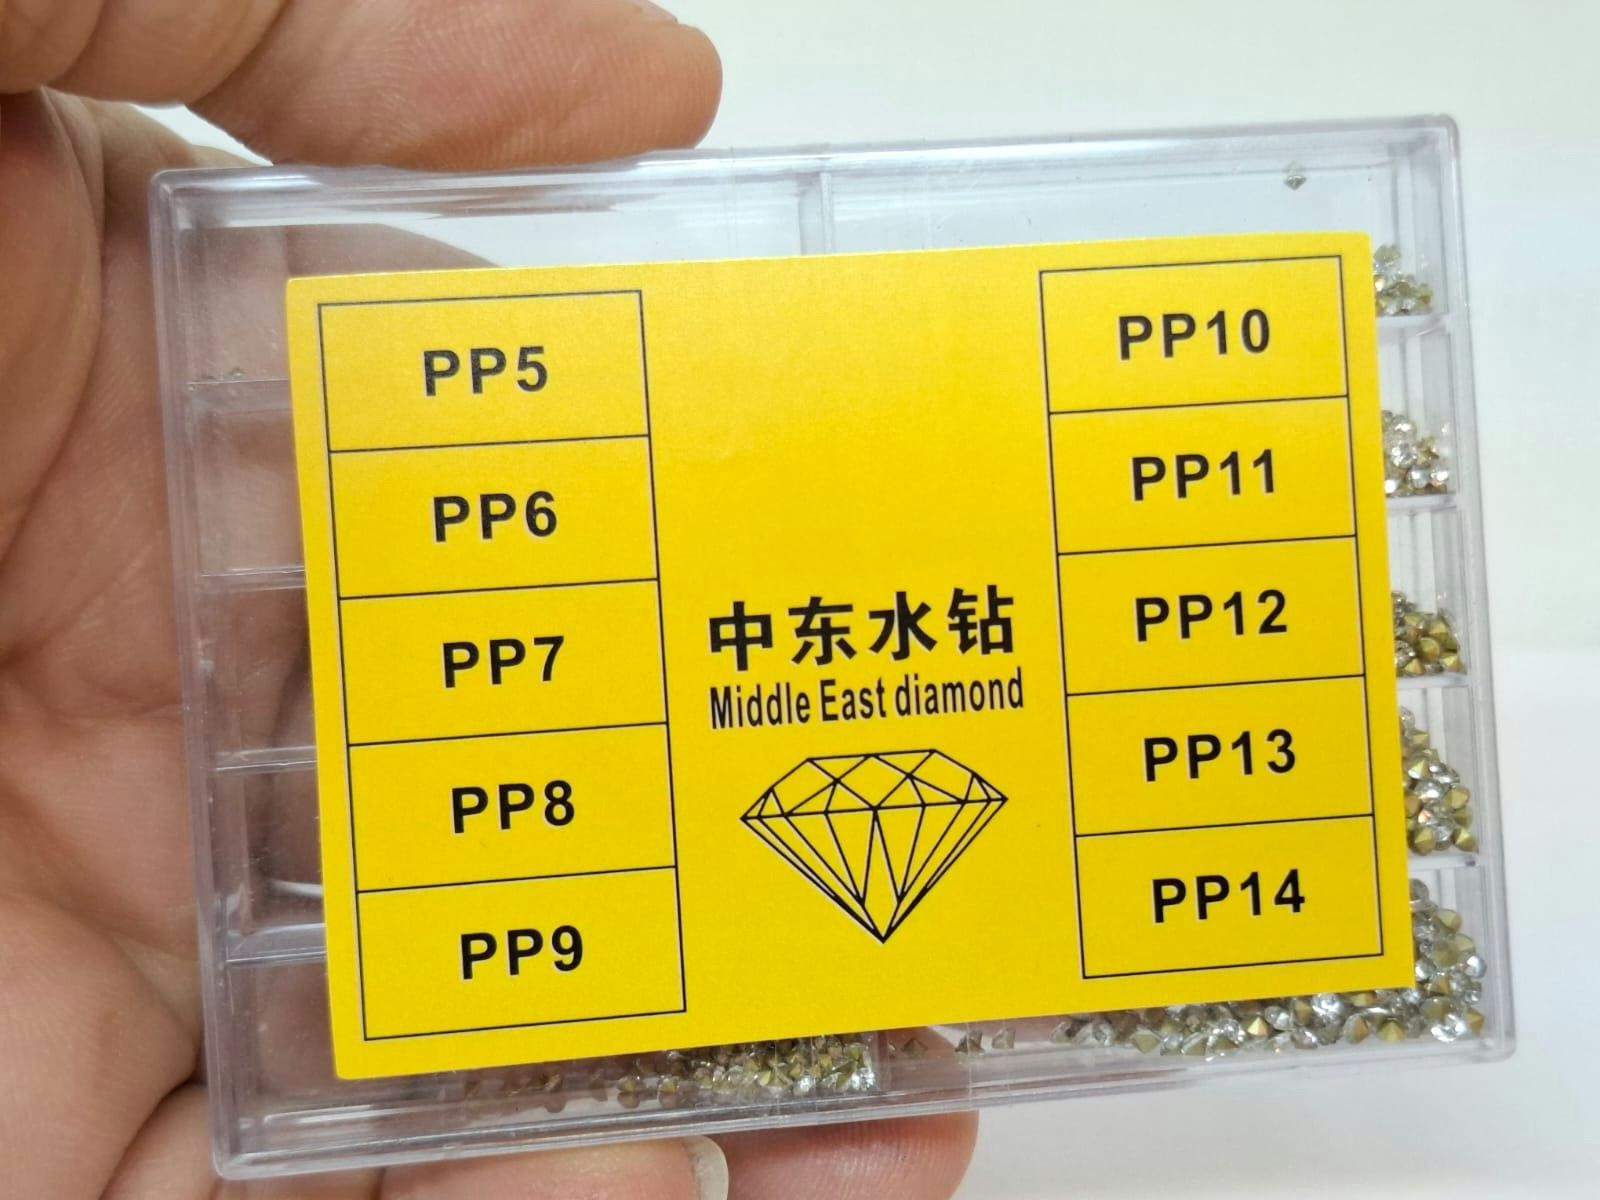 PP5
PP6
PP7
PP8
PP9
中东水钻
Middle East diamond
PP10
PP11
PP12
PP13
PP14